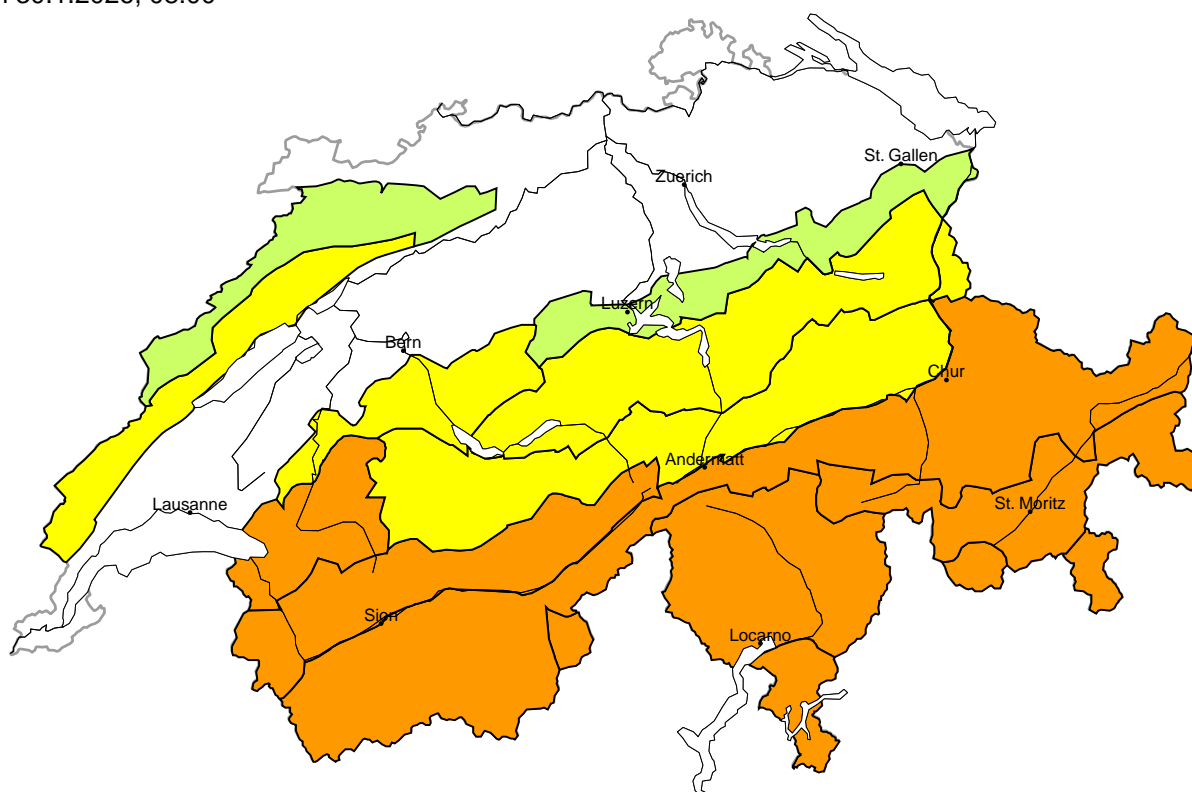 St. Gallen
Zuerich
Luzern
Bern
Chur
Andermatt
Lausanne
St. Moritz
Sion
Locarno